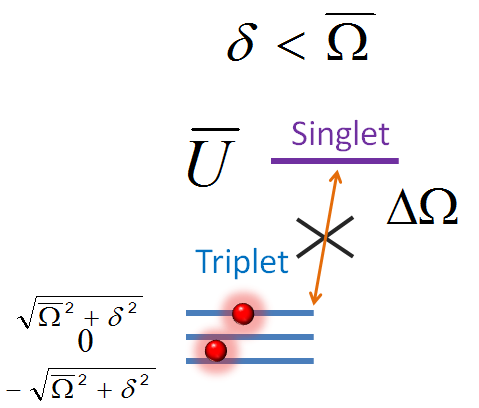 δ < Ω̅
Singlet
U̅
ΔΩ
Triplet
√(Ω̅² + δ²)
0
− √(Ω̅² + δ²)